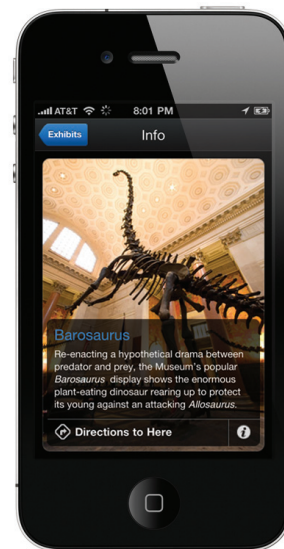 AT&T 8:01 PM
Exhibits Info
Barosaurus
Re-enacting a hypothetical drama between
predator and prey, the Museum's popular
Barosaurus display shows the enormous
plant-eating dinosaur rearing up to protect
its young against an attacking Allosaurus.
Directions to Here i